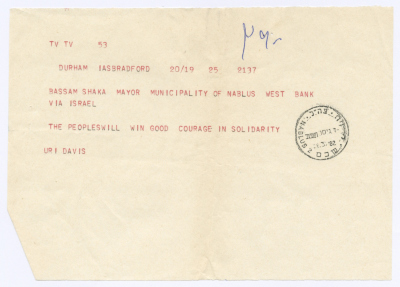 TV TV 53
DURHAM IASBRADFORD 20/19 25 2137
BASSAM SHAKA MAYOR MUNICIPALITY OF NABLUS WEST BANK
VIA ISRAEL
THE PEOPLESWILL WIN GOOD COURAGE IN SOLIDARITY
URI DAVIS